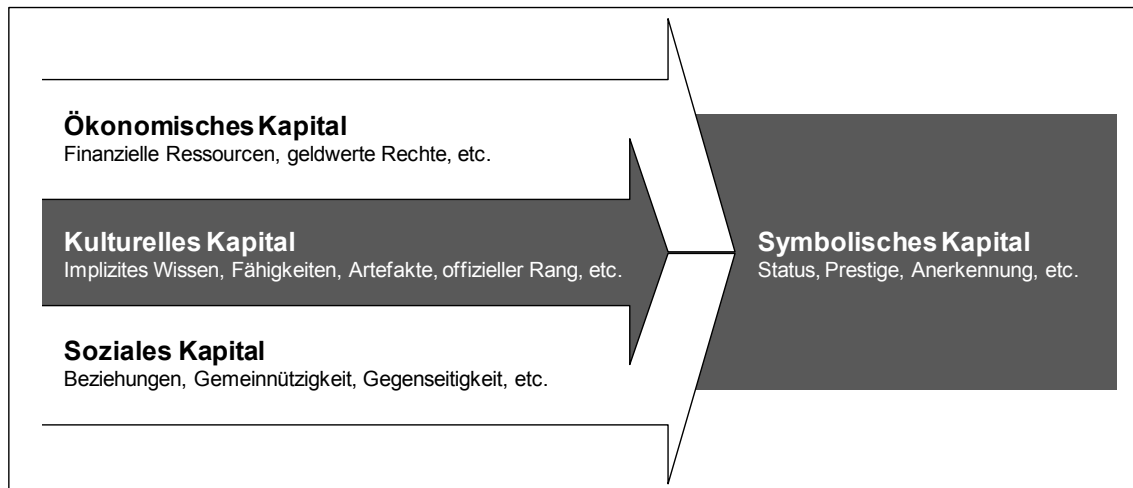 Ökonomisches Kapital
Finanzielle Ressourcen, geldwerte Rechte, etc.
Kulturelles Kapital
Implizites Wissen, Fähigkeiten, Artefakte, offizieller Rang, etc.
Symbolisches Kapital
Status, Prestige, Anerkennung, etc.
Soziales Kapital
Beziehungen, Gemeinnützigkeit, Gegenseitigkeit, etc.